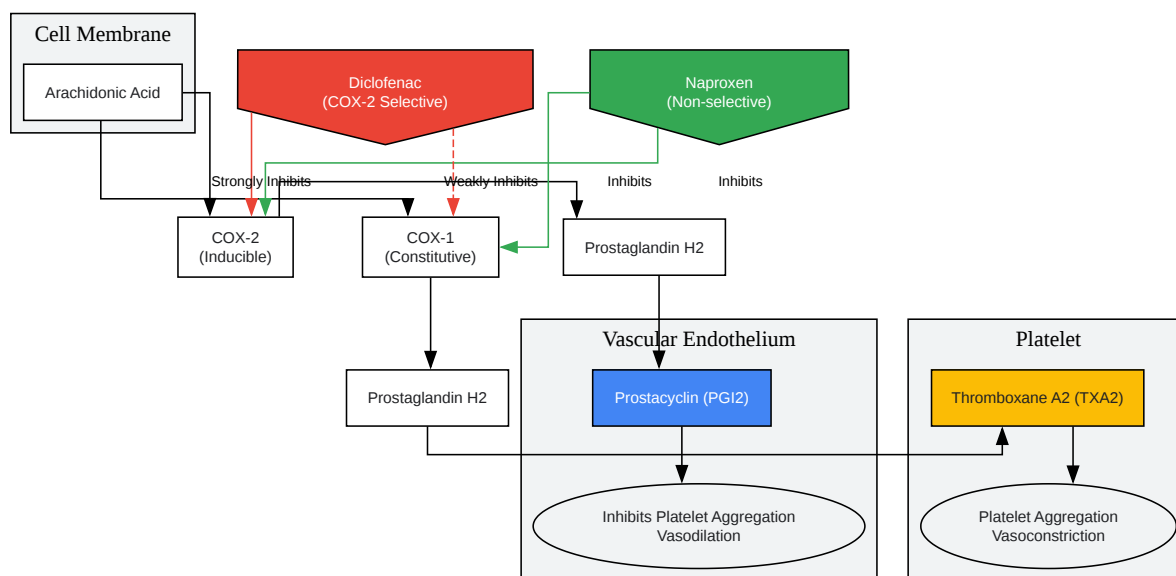 Cell Membrane
Arachidonic Acid
Diclofenac
(COX-2 Selective)
Naproxen
(Non-selective)
Strongly Inhibits
Weakly Inhibits
Inhibits
Inhibits
COX-2
(Inducible)
COX-1
(Constitutive)
Prostaglandin H2
Vascular Endothelium
Platelet
Prostaglandin H2
Prostacyclin (PGI2)
Thromboxane A2 (TXA2)
Inhibits Platelet Aggregation
Vasodilation
Platelet Aggregation
Vasoconstriction